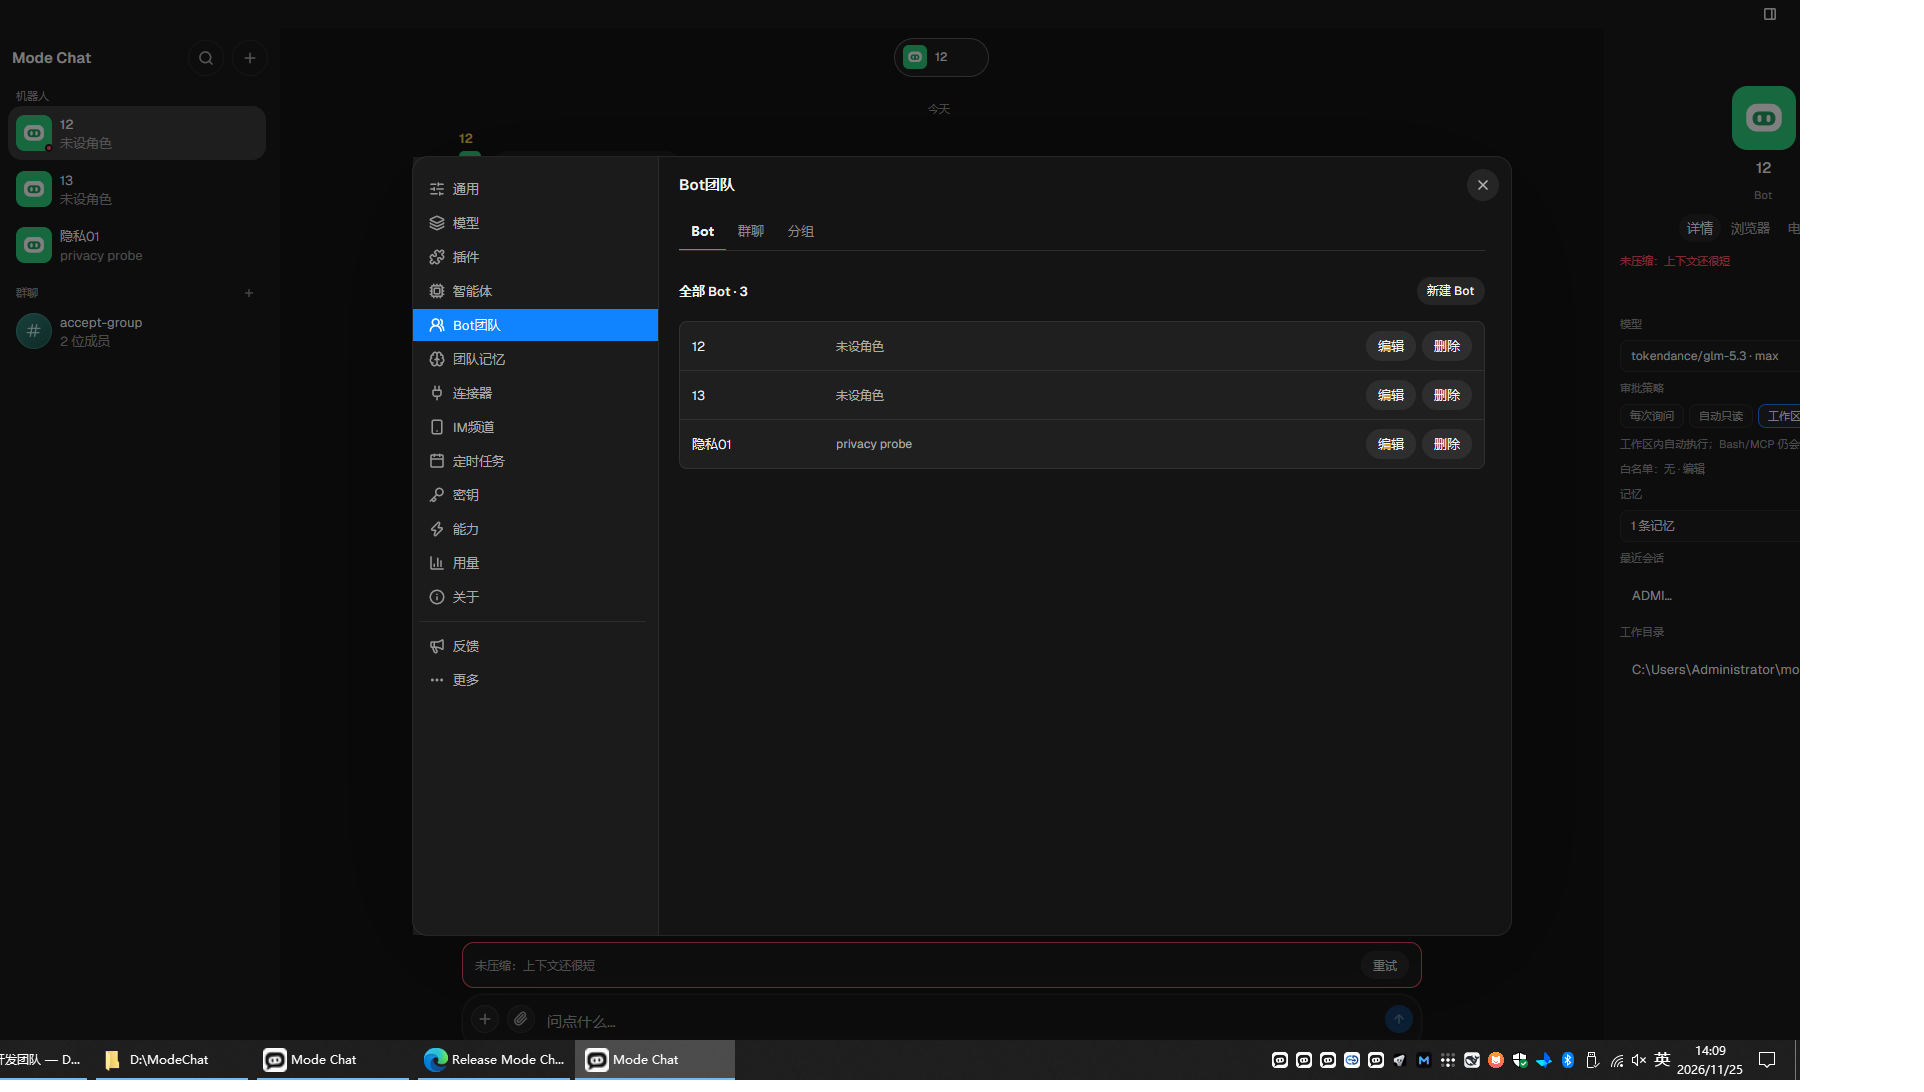 Mode Chat
机器人
12
未设角色
13
未设角色
隐私01
privacy probe
群聊
accept-group
2 位成员
12
今天
12
通用
模型
插件
智能体
Bot团队
团队记忆
连接器
IM频道
定时任务
密钥
能力
用量
关于
反馈
更多
Bot团队
Bot
群聊
分组
全部 Bot · 3
新建 Bot
12
未设角色
编辑
删除
13
未设角色
编辑
删除
隐私01
privacy probe
编辑
删除
未压缩：上下文还很短
重试
问点什么...
12
Bot
详情
浏览器
电
未压缩：上下文还很短
模型
tokendance/glm-5.3 · max
审批策略
每次询问
自动只读
工作区
工作区内自动执行；Bash/MCP 仍会
白名单：无 · 编辑
记忆
1 条记忆
最近会话
ADMI...
工作目录
C:\Users\Administrator\mo
开发团队 — D...
D:\ModeChat
Mode Chat
Release Mode Ch...
Mode Chat
英
14:09
2026/11/25